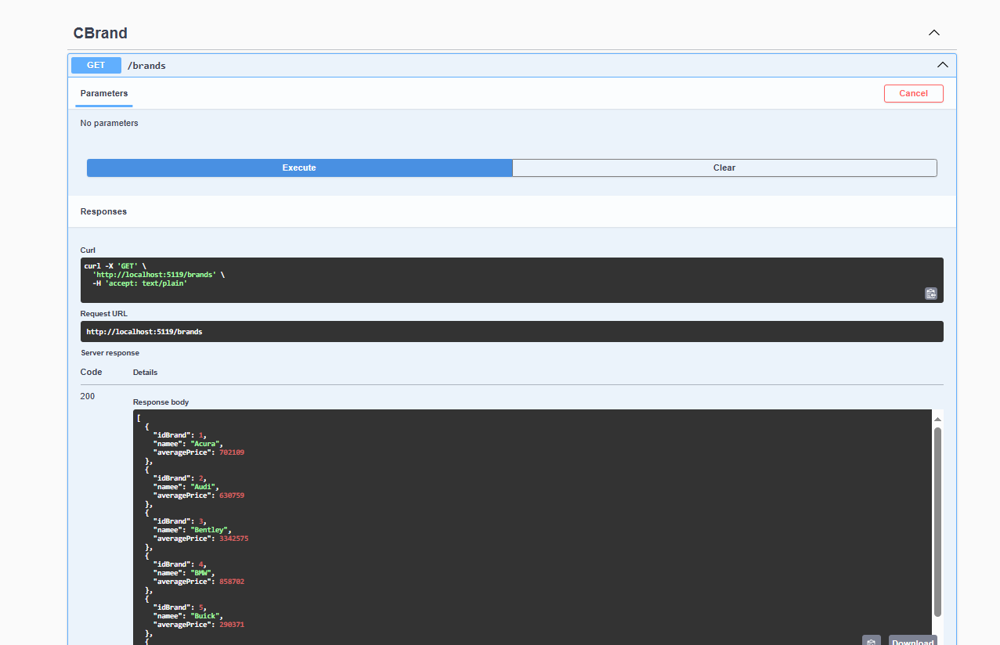 CBrand
GET /brands
Parameters Cancel
No parameters
Execute Clear
Responses
Curl
curl -X 'GET' \
  'http://localhost:5119/brands' \
  -H 'accept: text/plain'
Request URL
http://localhost:5119/brands
Server response
Code Details
200
Response body
[
  {
    "idBrand": 1,
    "namee": "Acura",
    "averagePrice": 702109
  },
  {
    "idBrand": 2,
    "namee": "Audi",
    "averagePrice": 630759
  },
  {
    "idBrand": 3,
    "namee": "Bentley",
    "averagePrice": 3342575
  },
  {
    "idBrand": 4,
    "namee": "BMW",
    "averagePrice": 858702
  },
  {
    "idBrand": 5,
    "namee": "Buick",
    "averagePrice": 290371
  },
  {
Download